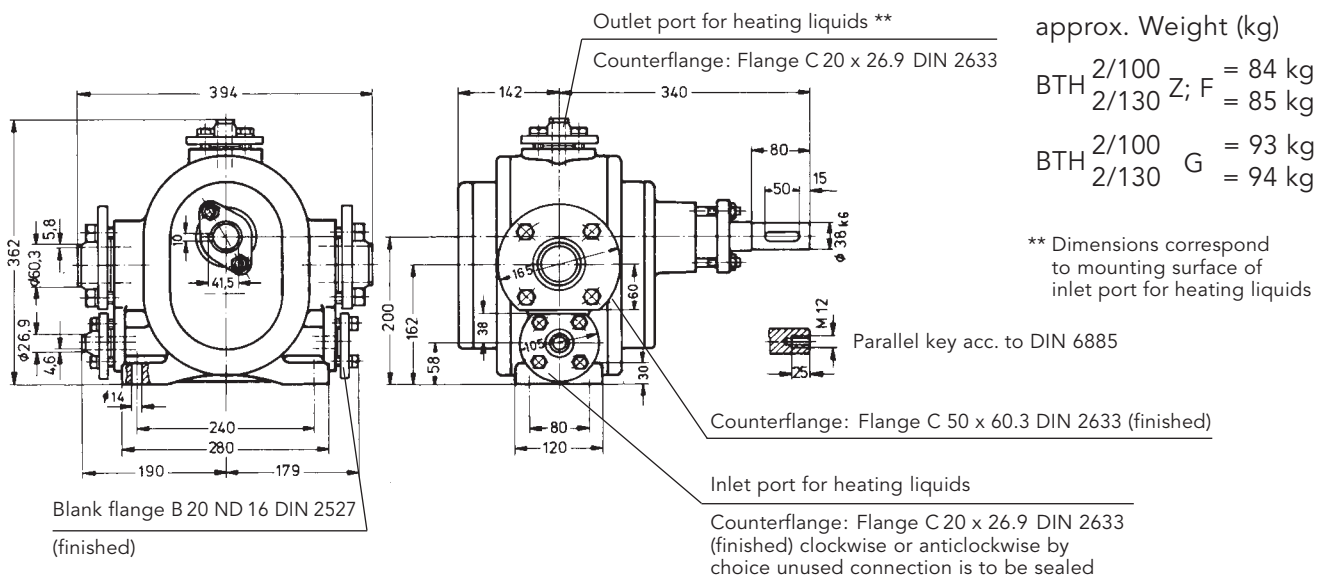 Outlet port for heating liquids **
Counterflange: Flange C 20 x 26.9 DIN 2633
approx. Weight (kg)
BTH 2/100 Z; F = 84 kg
2/130 = 85 kg
BTH 2/100 G = 93 kg
2/130 = 94 kg
** Dimensions correspond
to mounting surface of
inlet port for heating liquids
394
362
5,8
ϕ60,3
ϕ26,9
4,6
10
41,5
ϕ14
240
280
190
179
Blank flange B 20 ND 16 DIN 2527
(finished)
142
340
80
50
15
ϕ 38 k6
165
60
200
162
38
105
58
30
80
120
M 12
25
Parallel key acc. to DIN 6885
Counterflange: Flange C 50 x 60.3 DIN 2633 (finished)
Inlet port for heating liquids
Counterflange: Flange C 20 x 26.9 DIN 2633
(finished) clockwise or anticlockwise by
choice unused connection is to be sealed